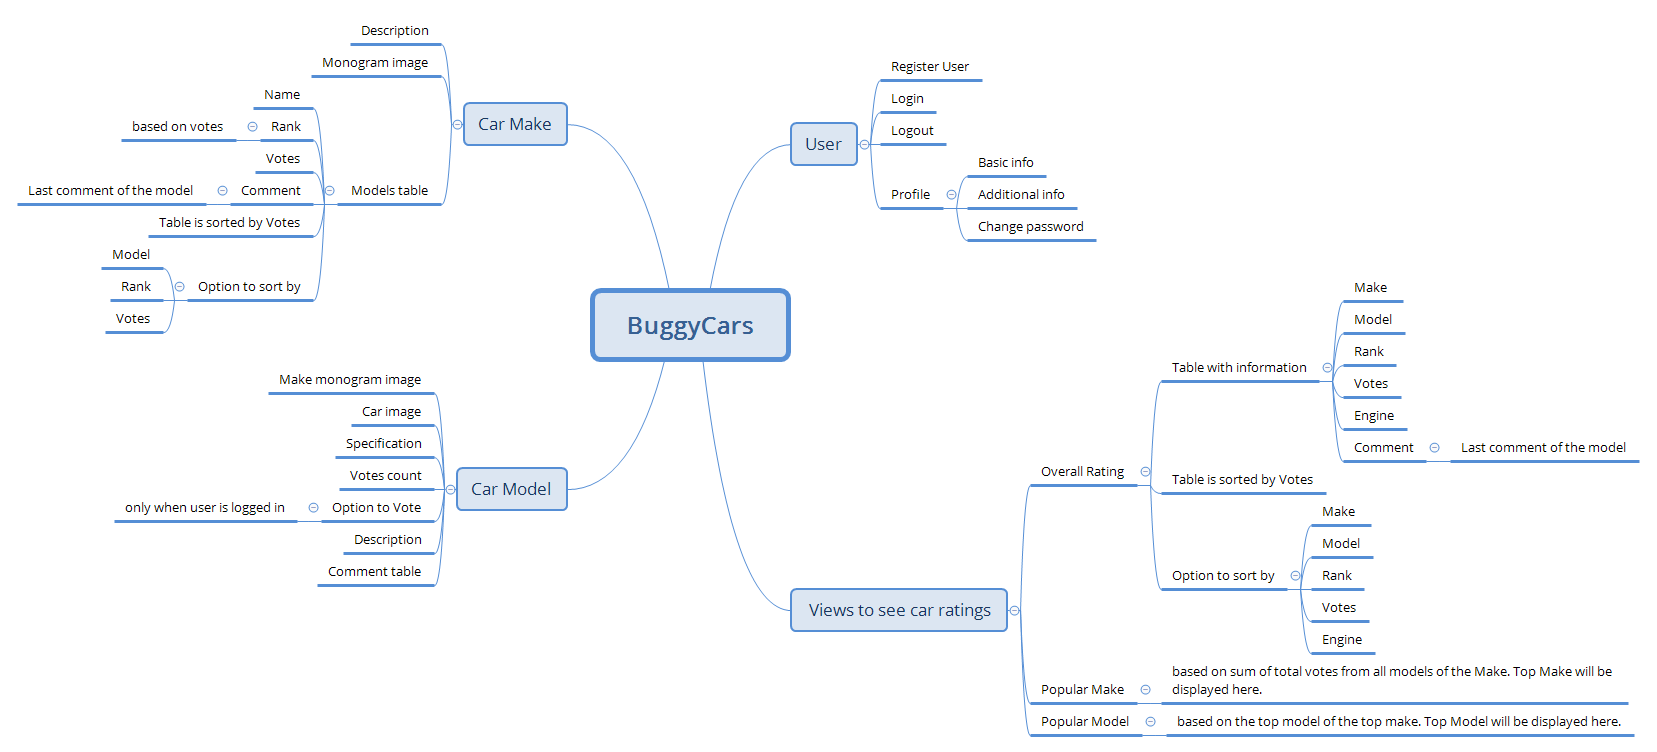 BuggyCars
Car Make
Description
Monogram image
Models table
Name
Rank
based on votes
Votes
Comment
Last comment of the model
Table is sorted by Votes
Option to sort by
Model
Rank
Votes
Car Model
Make monogram image
Car image
Specification
Votes count
Option to Vote
only when user is logged in
Description
Comment table
User
Register User
Login
Logout
Profile
Basic info
Additional info
Change password
Views to see car ratings
Overall Rating
Table with information
Make
Model
Rank
Votes
Engine
Comment
Last comment of the model
Table is sorted by Votes
Option to sort by
Make
Model
Rank
Votes
Engine
Popular Make
based on sum of total votes from all models of the Make. Top Make will be
displayed here.
Popular Model
based on the top model of the top make. Top Model will be displayed here.